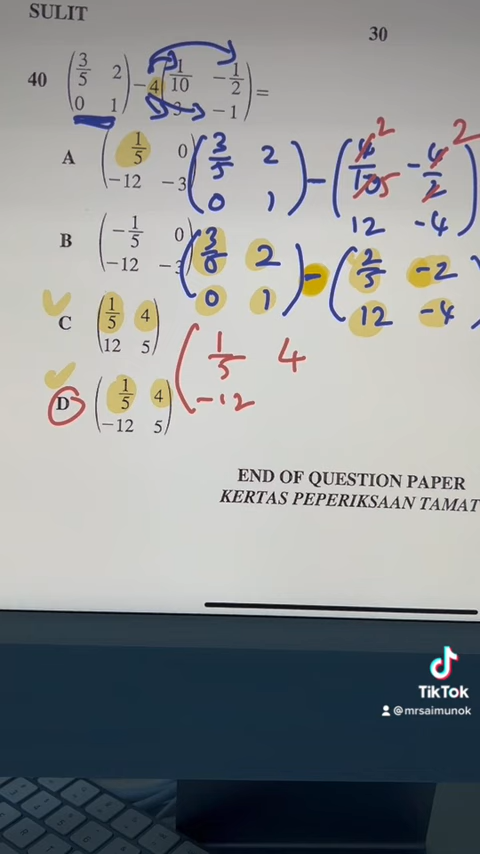 SULIT
30
40 (3/5 2 0 1) − 4(1/10 −1/2 3 −1) =
A (1/5 0 −12 −3)
(3/5 2 0 1) − (4/10 5 −4/2 12 −4) 2 2
B (−1/5 0 −12 −3)
(3/5 2 0 1) − (2/5 −2 12 −4)
C (1/5 4 12 5)
(1/5 4 −12
D (1/5 4 −12 5)
END OF QUESTION PAPER
KERTAS PEPERIKSAAN TAMAT
TikTok
@mrsaimunok